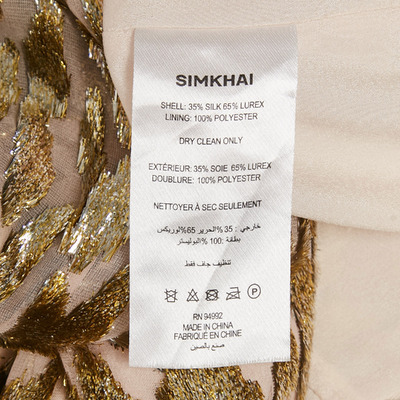 SIMKHAI
SHELL: 35% SILK 65% LUREX
LINING: 100% POLYESTER
DRY CLEAN ONLY
EXTÉRIEUR: 35% SOIE 65% LUREX
DOUBLURE: 100% POLYESTER
NETTOYER À SEC SEULEMENT
خارجي: 35% الحرير 65% لوريكس
بطانة: 100% البوليستر
تنظيف جاف فقط
P
RN 94992
MADE IN CHINA
FABRIQUÉ EN CHINE
صنع بالصين